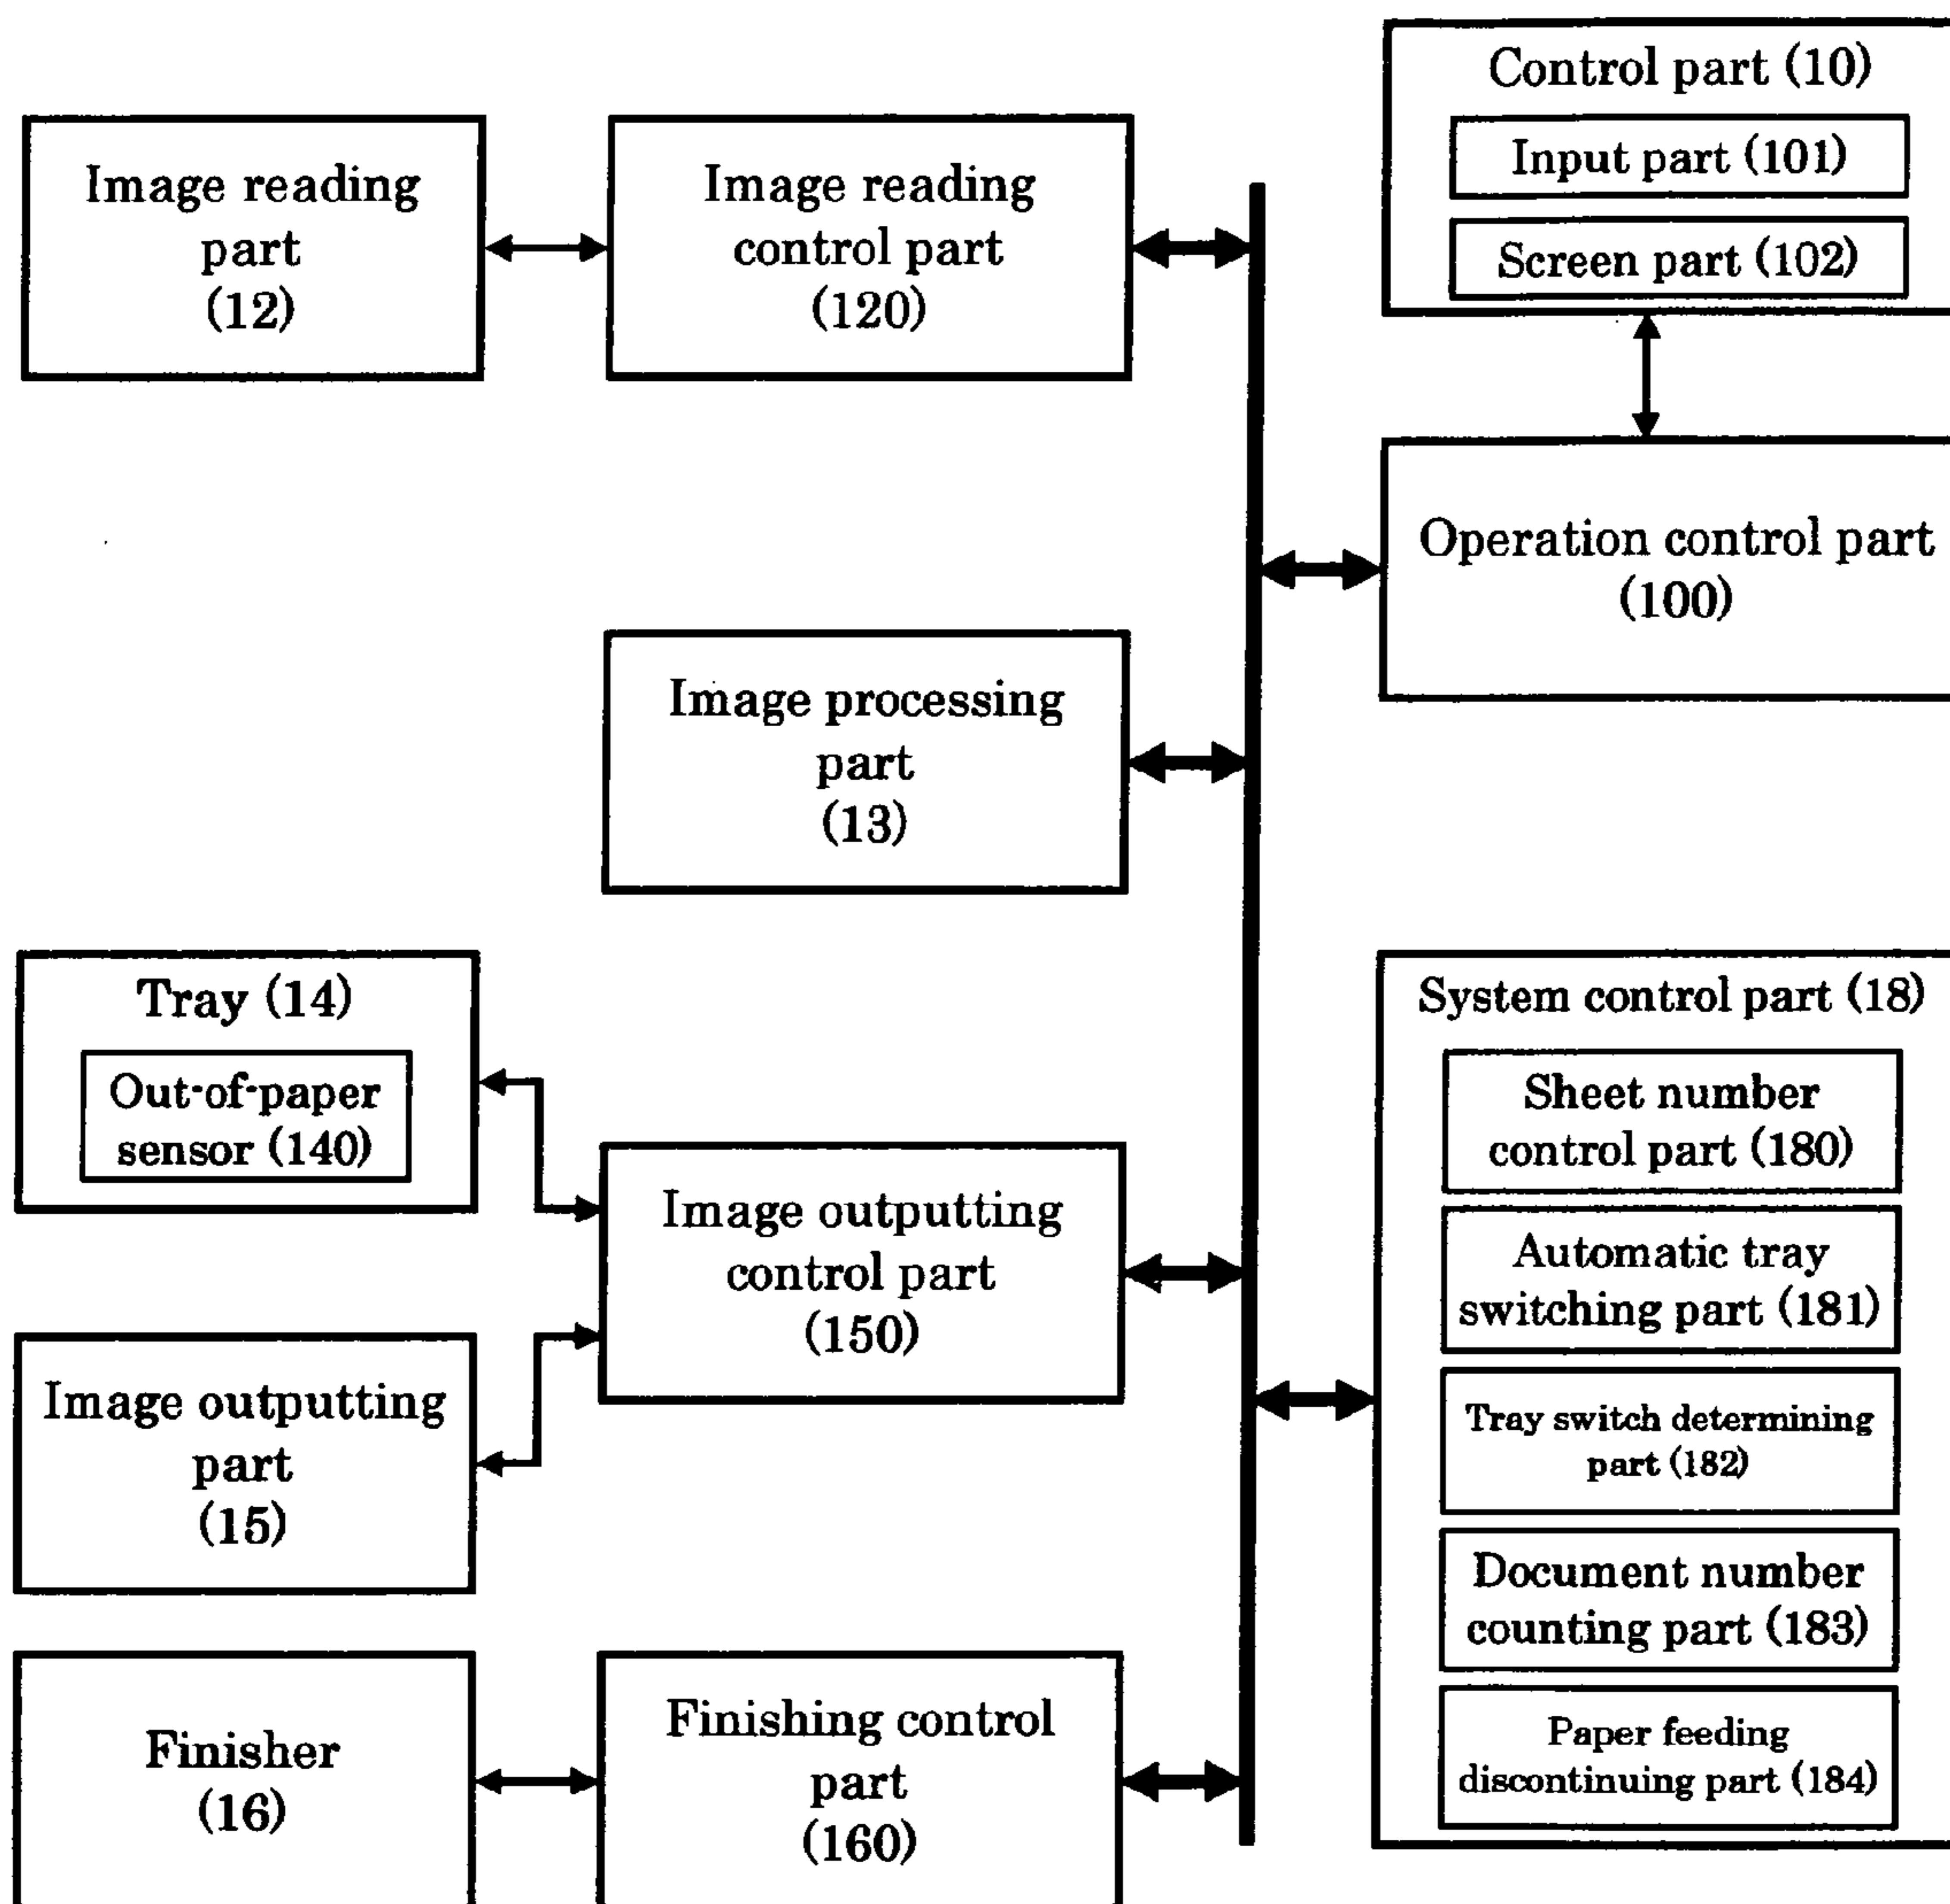 Control part (10)
Input part (101)
Screen part (102)
Image reading
part
(12)
Image reading
control part
(120)
Operation control part
(100)
Image processing
part
(13)
Tray (14)
Out-of-paper
sensor (140)
Image outputting
control part
(150)
Image outputting
part
(15)
Finisher
(16)
Finishing control
part
(160)
System control part (18)
Sheet number
control part (180)
Automatic tray
switching part (181)
Tray switch determining
part (182)
Document number
counting part (183)
Paper feeding
discontinuing part (184)